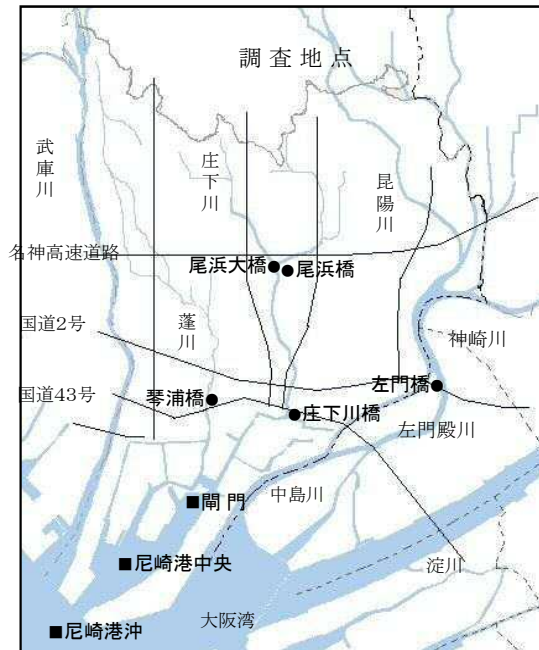 調査地点
武庫川
庄下川
昆陽川
名神高速道路
尾浜大橋
尾浜橋
国道2号
蓬川
神崎川
国道43号
琴浦橋
左門橋
庄下川橋
左門殿川
閘門
中島川
尼崎港中央
淀川
大阪湾
尼崎港沖